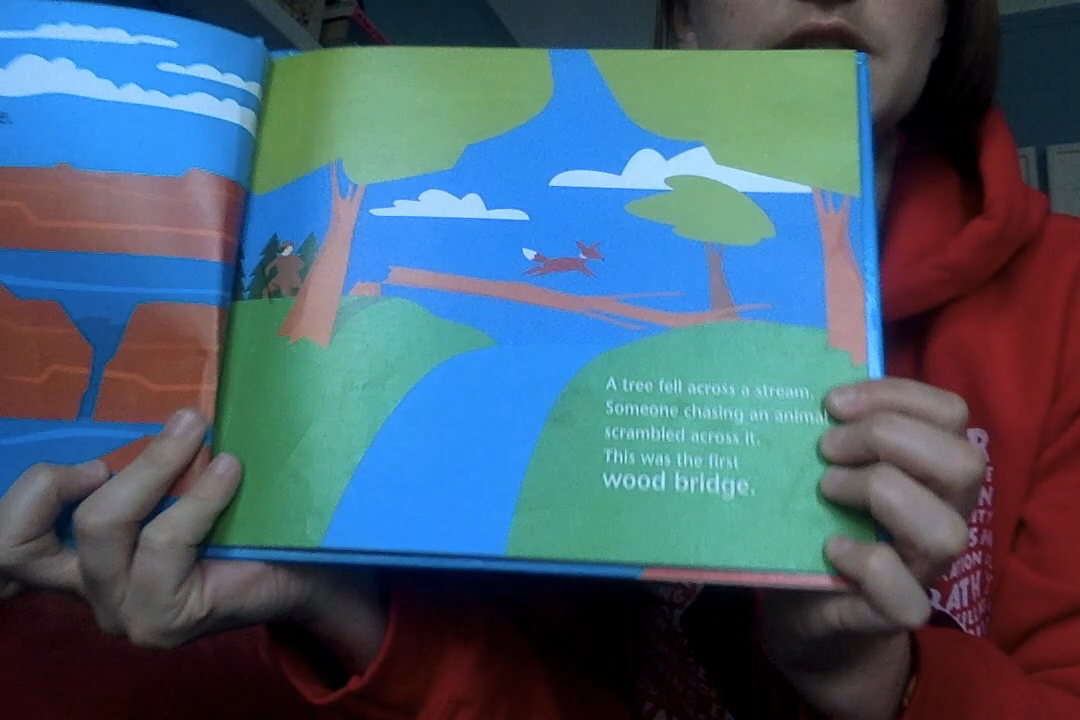 A tree fell across a stream.
Someone chasing an animal
scrambled across it.
This was the first
wood bridge.